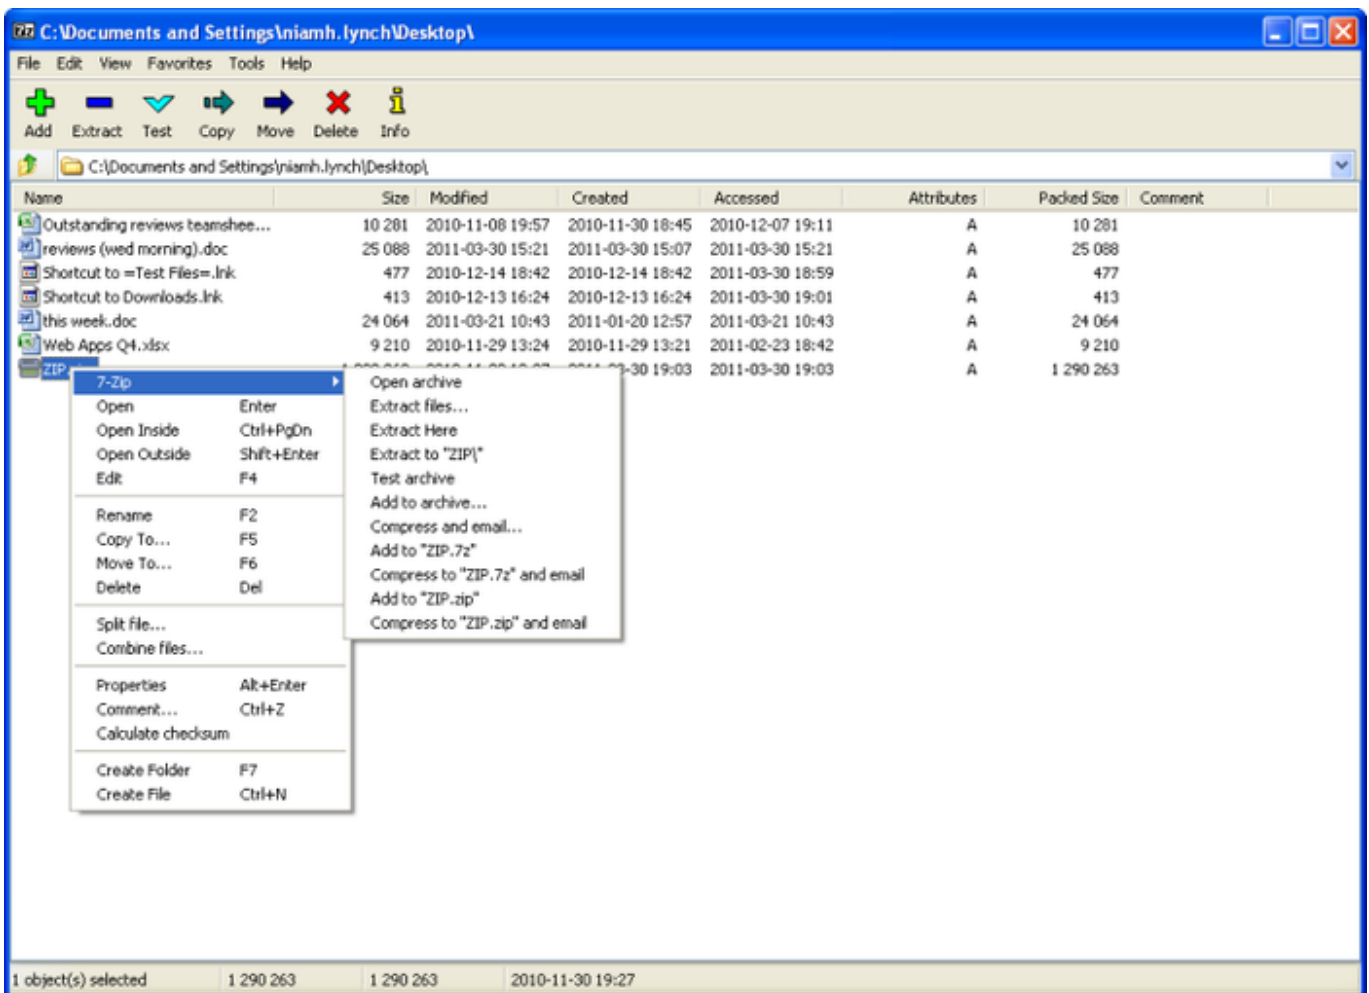 C:\Documents and Settings\niamh.lynch\Desktop\
File Edit View Favorites Tools Help
Add Extract Test Copy Move Delete Info
C:\Documents and Settings\niamh.lynch\Desktop\
Name Size Modified Created Accessed Attributes Packed Size Comment
Outstanding reviews teamshee... 10 281 2010-11-08 19:57 2010-11-30 18:45 2010-12-07 19:11 A 10 281
reviews (wed morning).doc 25 088 2011-03-30 15:21 2011-03-30 15:07 2011-03-30 15:21 A 25 088
Shortcut to =Test Files=.lnk 477 2010-12-14 18:42 2010-12-14 18:42 2011-03-30 18:59 A 477
Shortcut to Downloads.lnk 413 2010-12-13 16:24 2010-12-13 16:24 2011-03-30 19:01 A 413
this week.doc 24 064 2011-03-21 10:43 2011-01-20 12:57 2011-03-21 10:43 A 24 064
Web Apps Q4.xlsx 9 210 2010-11-29 13:24 2010-11-29 13:21 2011-02-23 18:42 A 9 210
ZIP 19:03 2011-03-30 19:03 A 1 290 263
7-Zip
Open Enter
Open Inside Ctrl+PgDn
Open Outside Shift+Enter
Edit F4
Rename F2
Copy To... F5
Move To... F6
Delete Del
Split file...
Combine files...
Properties Alt+Enter
Comment... Ctrl+Z
Calculate checksum
Create Folder F7
Create File Ctrl+N
Open archive
Extract files...
Extract Here
Extract to "ZIP\"
Test archive
Add to archive...
Compress and email...
Add to "ZIP.7z"
Compress to "ZIP.7z" and email
Add to "ZIP.zip"
Compress to "ZIP.zip" and email
1 object(s) selected 1 290 263 1 290 263 2010-11-30 19:27